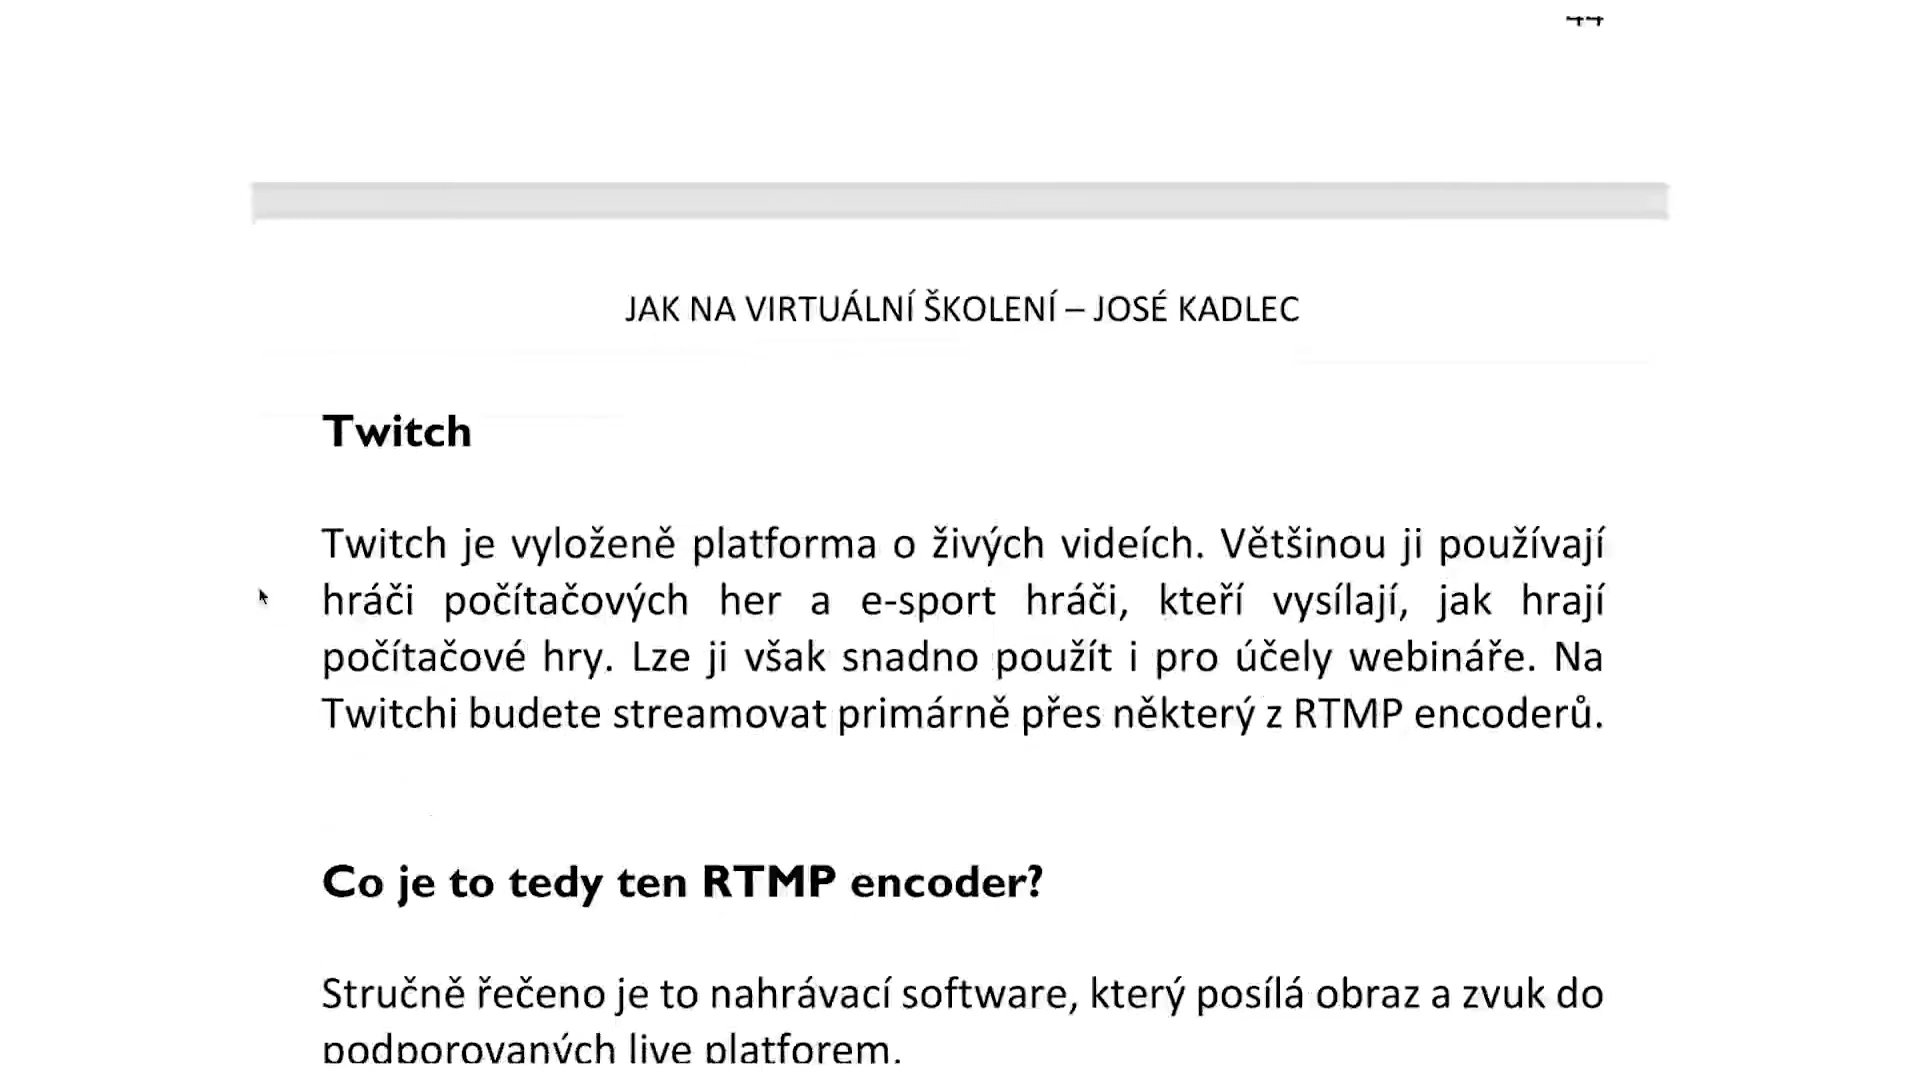 JAK NA VIRTUÁLNÍ ŠKOLENÍ – JOSÉ KADLEC
Twitch
Twitch je vyloženě platforma o živých videích. Většinou ji používají
hráči počítačových her a e-sport hráči, kteří vysílají, jak hrají
počítačové hry. Lze ji však snadno použít i pro účely webináře. Na
Twitchi budete streamovat primárně přes některý z RTMP encoderů.
Co je to tedy ten RTMP encoder?
Stručně řečeno je to nahrávací software, který posílá obraz a zvuk do
podporovaných live platforem.